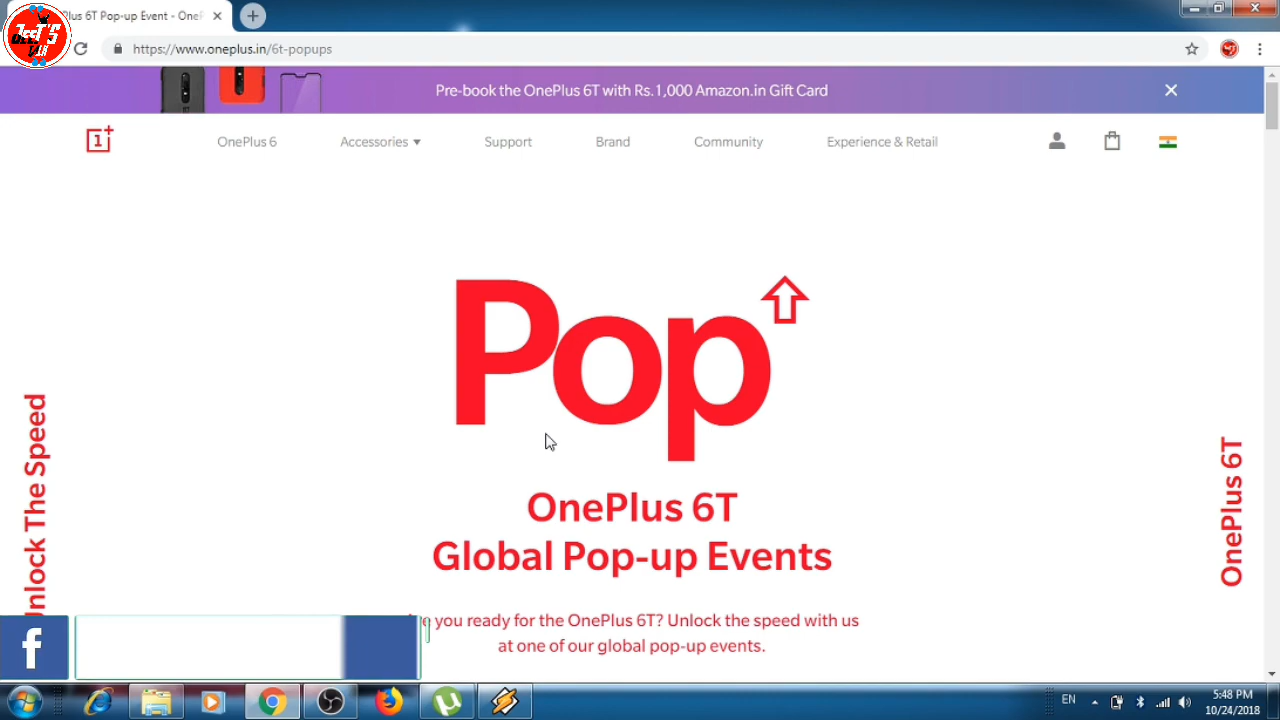 6T Pop-up Event - OneP
https://www.oneplus.in/6t-popups
Pre-book the OnePlus 6T with Rs.1,000 Amazon.in Gift Card
OnePlus 6
Accessories
Support
Brand
Community
Experience & Retail
Pop
OnePlus 6T
Global Pop-up Events
you ready for the OnePlus 6T? Unlock the speed with us
at one of our global pop-up events.
Unlock The Speed
OnePlus 6T
f
EN
5:48 PM
10/24/2018